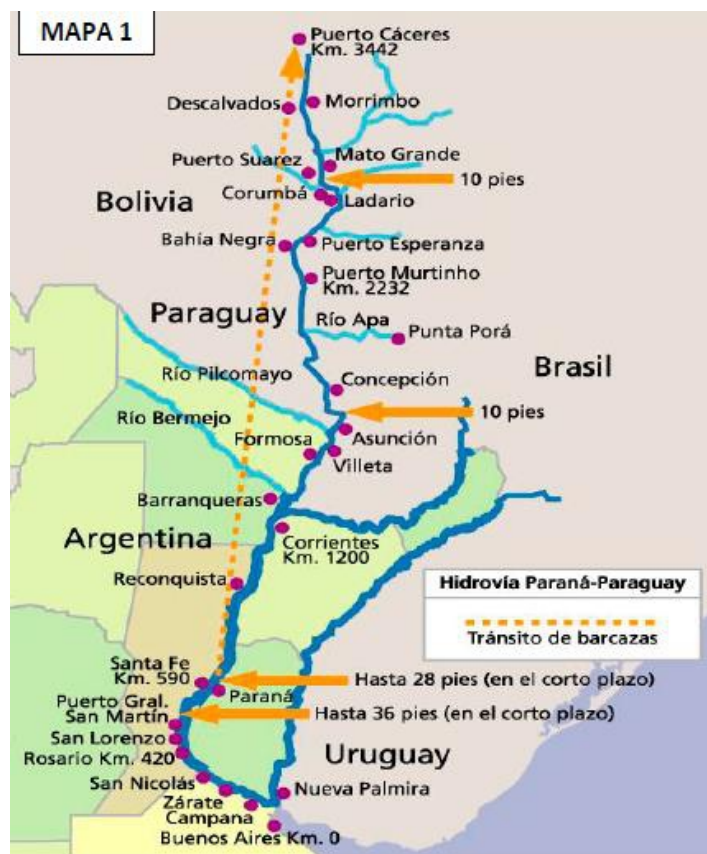 MAPA 1
Puerto Cáceres
Km. 3442
Descalvados
Morrimbo
Puerto Suarez
Mato Grande
10 pies
Corumbá
Ladario
Bolivia
Bahía Negra
Puerto Esperanza
Puerto Murtinho
Km. 2232
Paraguay
Río Apa
Punta Porá
Brasil
Río Pilcomayo
Concepción
10 pies
Río Bermejo
Formosa
Asunción
Villeta
Barranqueras
Argentina
Corrientes
Km. 1200
Reconquista
Hidrovía Paraná-Paraguay
Tránsito de barcazas
Santa Fe
Km. 590
Hasta 28 pies (en el corto plazo)
Paraná
Puerto Gral.
San Martín
Hasta 36 pies (en el corto plazo)
San Lorenzo
Rosario Km. 420
Uruguay
San Nicolás
Nueva Palmira
Zárate
Campana
Buenos Aires Km. 0